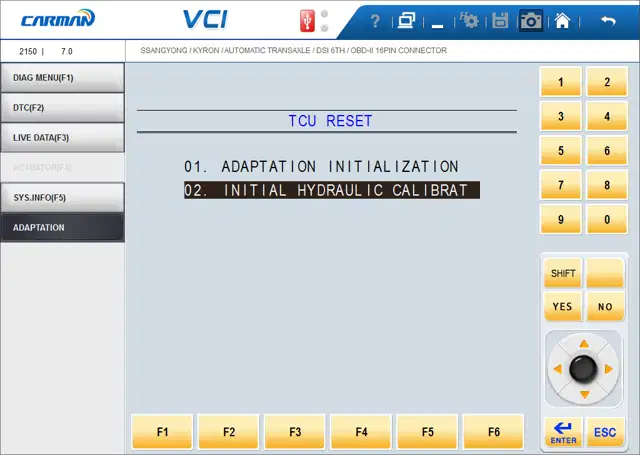 CARMAN
VCI
2150 | 7.0
SSANGYONG / KYRON / AUTOMATIC TRANSAXLE / DSI 6TH / OBD-II 16PIN CONNECTOR
DIAG MENU(F1)
DTC(F2)
LIVE DATA(F3)
ACTUATOR(F4)
SYS.INFO(F5)
ADAPTATION
TCU RESET
01. ADAPTATION INITIALIZATION
02. INITIAL HYDRAULIC CALIBRAT
1 2
3 4
5 6
7 8
9 0
SHIFT
YES NO
ENTER ESC
F1 F2 F3 F4 F5 F6